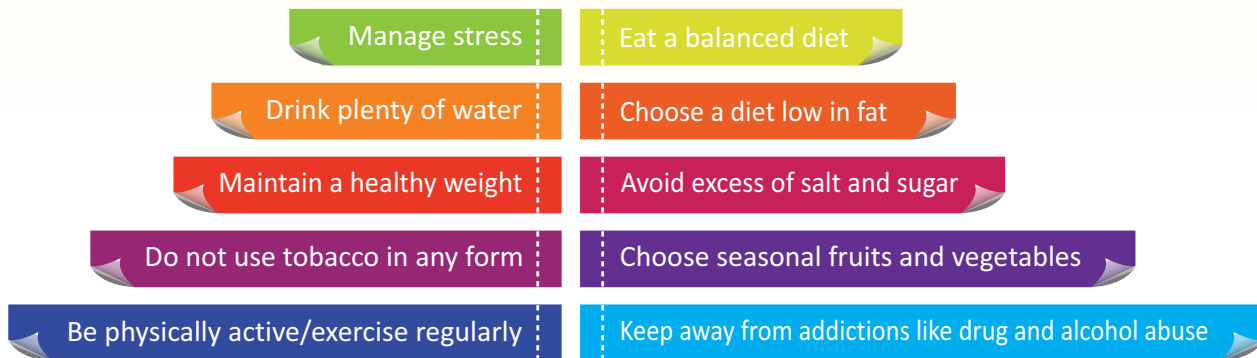 Manage stress
Eat a balanced diet
Drink plenty of water
Choose a diet low in fat
Maintain a healthy weight
Avoid excess of salt and sugar
Do not use tobacco in any form
Choose seasonal fruits and vegetables
Be physically active/exercise regularly
Keep away from addictions like drug and alcohol abuse